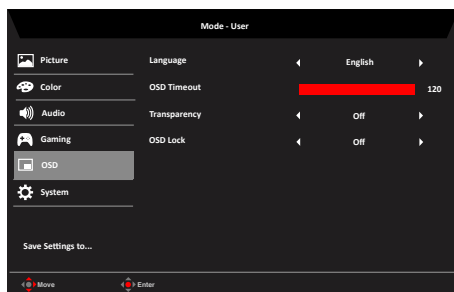 Mode - User
Picture
Language
English
Color
OSD Timeout
120
Audio
Transparency
Off
Gaming
OSD Lock
Off
OSD
System
Save Settings to...
Move
Enter